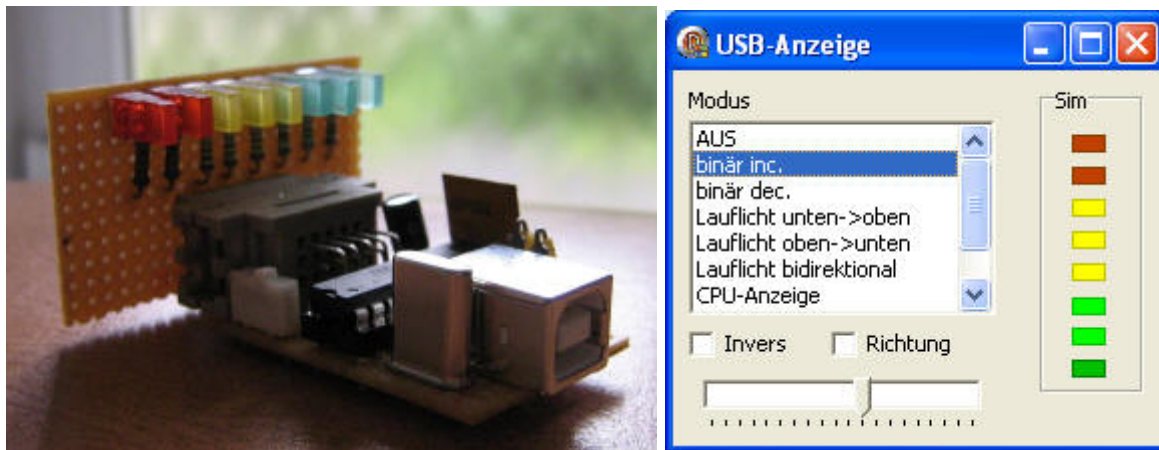 USB-Anzeige
Modus
Sim
AUS
binär inc.
binär dec.
Lauflicht unten->oben
Lauflicht oben->unten
Lauflicht bidirektional
CPU-Anzeige
Invers
Richtung